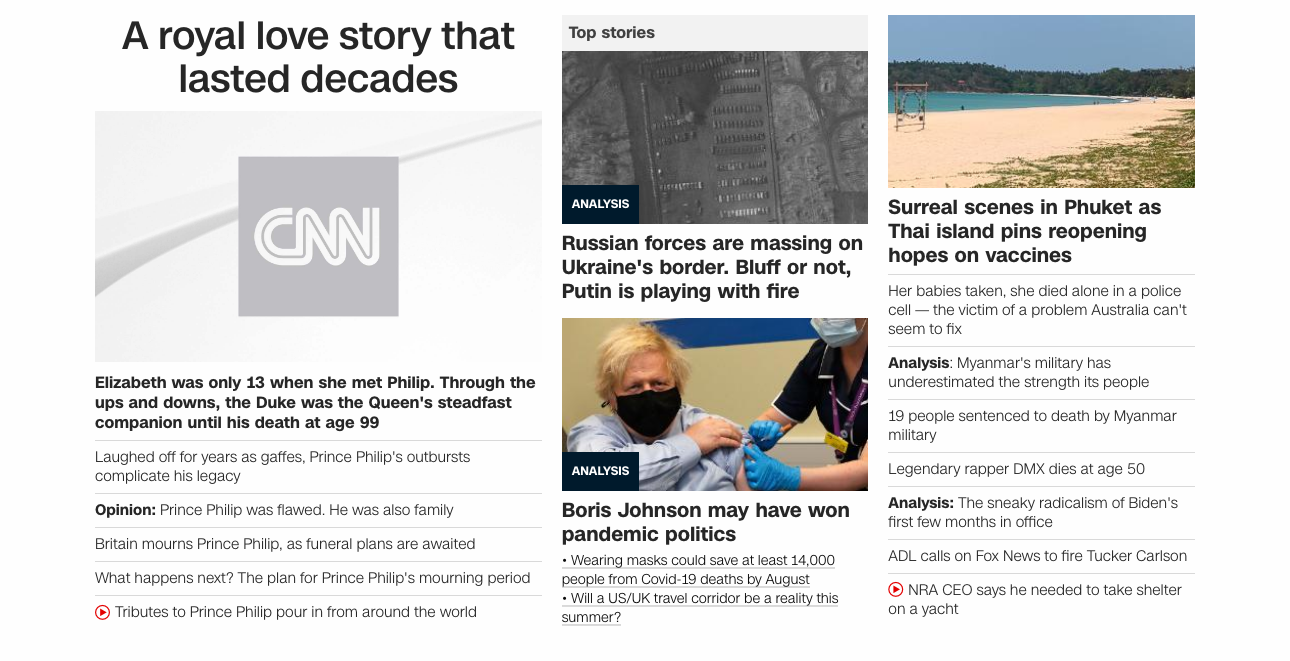 A royal love story that
lasted decades
CNN
Elizabeth was only 13 when she met Philip. Through the
ups and downs, the Duke was the Queen's steadfast
companion until his death at age 99
Laughed off for years as gaffes, Prince Philip's outbursts
complicate his legacy
Opinion: Prince Philip was flawed. He was also family
Britain mourns Prince Philip, as funeral plans are awaited
What happens next? The plan for Prince Philip's mourning period
Tributes to Prince Philip pour in from around the world
Top stories
ANALYSIS
Russian forces are massing on
Ukraine's border. Bluff or not,
Putin is playing with fire
ANALYSIS
Boris Johnson may have won
pandemic politics
• Wearing masks could save at least 14,000
people from Covid-19 deaths by August
• Will a US/UK travel corridor be a reality this
summer?
Surreal scenes in Phuket as
Thai island pins reopening
hopes on vaccines
Her babies taken, she died alone in a police
cell — the victim of a problem Australia can't
seem to fix
Analysis: Myanmar's military has
underestimated the strength its people
19 people sentenced to death by Myanmar
military
Legendary rapper DMX dies at age 50
Analysis: The sneaky radicalism of Biden's
first few months in office
ADL calls on Fox News to fire Tucker Carlson
NRA CEO says he needed to take shelter
on a yacht